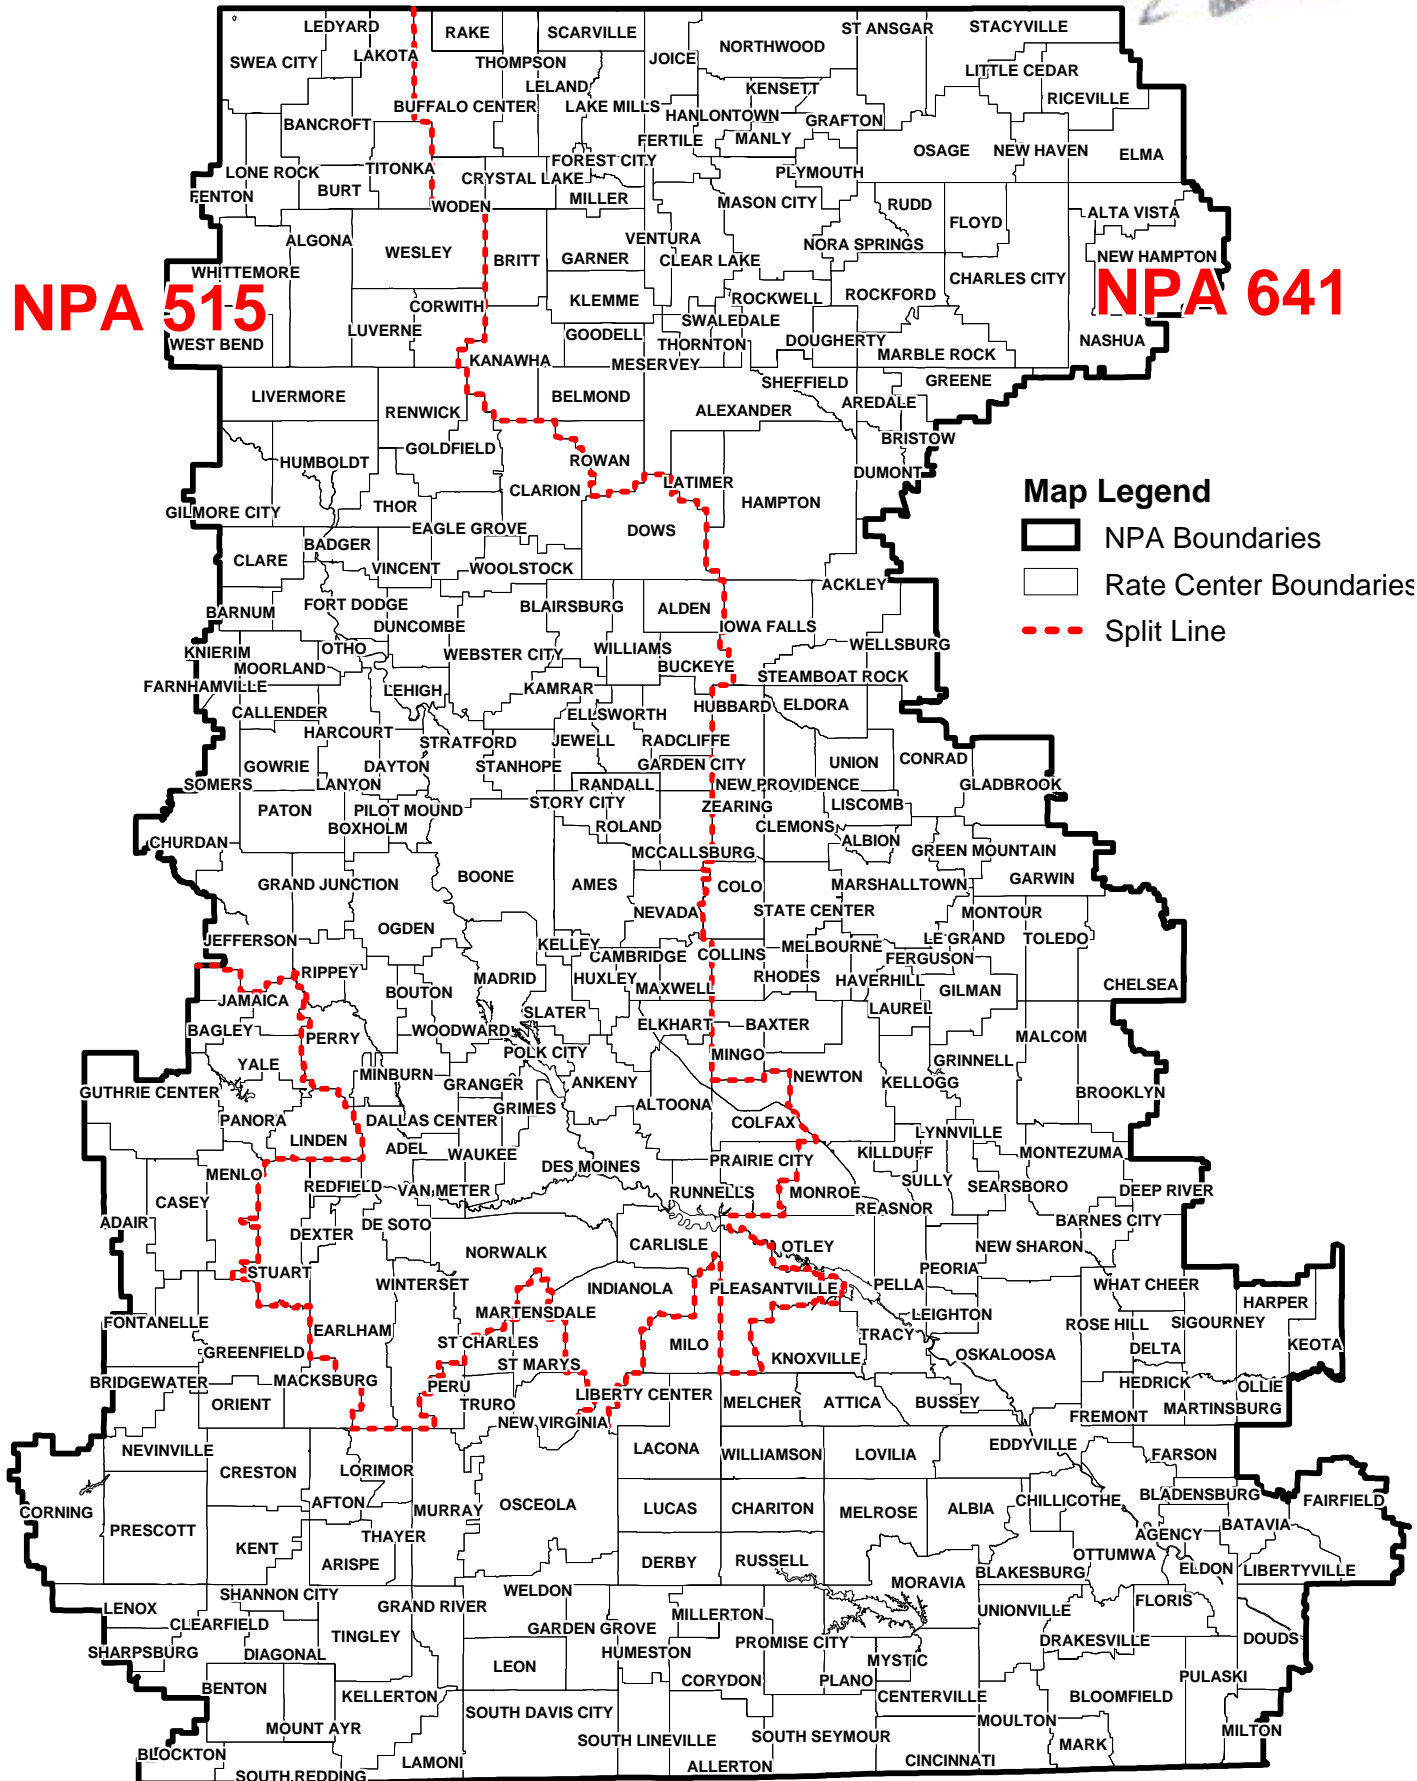 LEDYARD
RAKE
SCARVILLE
ST ANSGAR
STACYVILLE
SWEA CITY
LAKOTA
THOMPSON
JOICE
NORTHWOOD
LITTLE CEDAR
LELAND
KENSETT
RICEVILLE
BUFFALO CENTER
LAKE MILLS
HANLONTOWN
GRAFTON
BANCROFT
FERTILE
MANLY
OSAGE
NEW HAVEN
ELMA
LONE ROCK
TITONKA
FOREST CITY
CRYSTAL LAKE
PLYMOUTH
FENTON
BURT
WODEN
MILLER
MASON CITY
RUDD
FLOYD
ALTA VISTA
ALGONA
WESLEY
BRITT
GARNER
VENTURA
CLEAR LAKE
NORA SPRINGS
NEW HAMPTON
WHITTEMORE
CHARLES CITY
NPA 515
NPA 641
CORWITH
KLEMME
ROCKWELL
ROCKFORD
LUVERNE
GOODELL
SWALEDALE
THORNTON
DOUGHERTY
NASHUA
WEST BEND
KANAWHA
MESERVEY
MARBLE ROCK
SHEFFIELD
GREENE
LIVERMORE
RENWICK
BELMOND
ALEXANDER
AREDALE
GOLDFIELD
BRISTOW
HUMBOLDT
ROWAN
DUMONT
CLARION
LATIMER
HAMPTON
Map Legend
GILMORE CITY
THOR
EAGLE GROVE
DOWS
NPA Boundaries
CLARE
BADGER
VINCENT
WOOLSTOCK
ACKLEY
Rate Center Boundaries
BARNUM
FORT DODGE
BLAIRSBURG
ALDEN
IOWA FALLS
Split Line
DUNCOMBE
KNIERIM
OTHO
WEBSTER CITY
WILLIAMS
WELLSBURG
MOORLAND
BUCKEYE
STEAMBOAT ROCK
FARNHAMVILLE
LEHIGH
KAMRAR
HUBBARD
ELDORA
CALLENDER
ELLSWORTH
HARCOURT
STRATFORD
JEWELL
RADCLIFFE
GOWRIE
DAYTON
STANHOPE
GARDEN CITY
UNION
CONRAD
SOMERS
LANYON
RANDALL
NEW PROVIDENCE
GLADBROOK
PATON
PILOT MOUND
STORY CITY
ZEARING
LISCOMB
BOXHOLM
ROLAND
CLEMONS
CHURDAN
MCCALLSBURG
ALBION
GREEN MOUNTAIN
GRAND JUNCTION
BOONE
AMES
COLO
MARSHALLTOWN
GARWIN
OGDEN
NEVADA
STATE CENTER
MONTOUR
JEFFERSON
KELLEY
CAMBRIDGE
COLLINS
MELBOURNE
LE GRAND
TOLEDO
RIPPEY
MADRID
HUXLEY
RHODES
FERGUSON
JAMAICA
BOUTON
MAXWELL
HAVERHILL
GILMAN
CHELSEA
SLATER
LAUREL
BAGLEY
PERRY
WOODWARD
ELKHART
BAXTER
MALCOM
YALE
POLK CITY
MINGO
GRINNELL
GUTHRIE CENTER
MINBURN
GRANGER
ANKENY
NEWTON
KELLOGG
BROOKLYN
PANORA
DALLAS CENTER
GRIMES
ALTOONA
COLFAX
LINDEN
ADEL
WAUKEE
LYNNVILLE
MENLO
DES MOINES
PRAIRIE CITY
KILLDUFF
MONTEZUMA
CASEY
REDFIELD
VAN METER
RUNNELLS
MONROE
SULLY
SEARSBORO
DEEP RIVER
ADAIR
DEXTER
DE SOTO
REASNOR
BARNES CITY
NORWALK
CARLISLE
OTLEY
NEW SHARON
STUART
WINTERSET
INDIANOLA
PLEASANTVILLE
PELLA
PEORIA
WHAT CHEER
HARPER
FONTANELLE
MARTENSDALE
LEIGHTON
EARLHAM
ST CHARLES
MILO
TRACY
ROSE HILL
SIGOURNEY
GREENFIELD
ST MARYS
KNOXVILLE
OSKALOOSA
DELTA
KEOTA
BRIDGEWATER
MACKSBURG
PERU
HEDRICK
OLLIE
ORIENT
TRURO
LIBERTY CENTER
MELCHER
ATTICA
BUSSEY
MARTINSBURG
NEW VIRGINIA
FREMONT
NEVINVILLE
LACONA
WILLIAMSON
LOVILIA
EDDYVILLE
FARSON
CRESTON
LORIMOR
CORNING
AFTON
MURRAY
OSCEOLA
LUCAS
CHARITON
MELROSE
ALBIA
CHILLICOTHE
BLADENSBURG
FAIRFIELD
PRESCOTT
THAYER
AGENCY
BATAVIA
KENT
ARISPE
DERBY
RUSSELL
OTTUMWA
ELDON
LIBERTYVILLE
SHANNON CITY
WELDON
MORAVIA
BLAKESBURG
LENOX
GRAND RIVER
MILLERTON
UNIONVILLE
FLORIS
CLEARFIELD
TINGLEY
GARDEN GROVE
PROMISE CITY
DRAKESVILLE
DOUDS
SHARPSBURG
DIAGONAL
LEON
HUMESTON
MYSTIC
BENTON
KELLERTON
CORYDON
PLANO
PULASKI
SOUTH DAVIS CITY
CENTERVILLE
BLOOMFIELD
MOUNT AYR
SOUTH LINEVILLE
SOUTH SEYMOUR
MOULTON
MILTON
BLOCKTON
LAMONI
ALLERTON
CINCINNATI
MARK
SOUTH REDDING